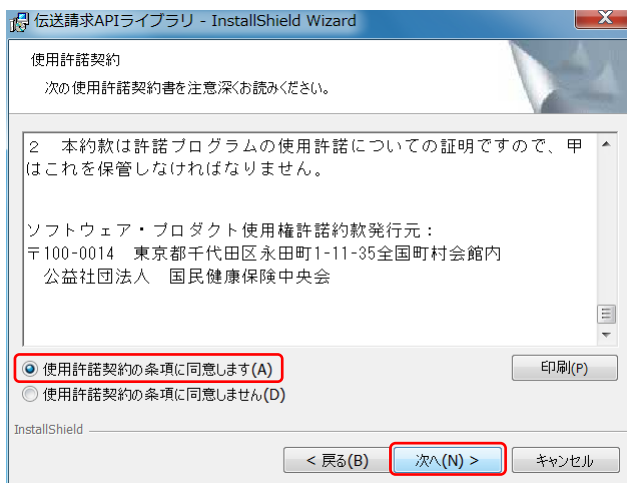 伝送請求APIライブラリ - InstallShield Wizard
使用許諾契約
次の使用許諾契約書を注意深くお読みください。
２　本約款は許諾プログラムの使用許諾についての証明ですので、甲
はこれを保管しなければなりません。
ソフトウェア・プロダクト使用権許諾約款発行元：
〒100-0014　東京都千代田区永田町1-11-35全国町村会館内
公益社団法人　国民健康保険中央会
使用許諾契約の条項に同意します(A)
印刷(P)
使用許諾契約の条項に同意しません(D)
InstallShield
< 戻る(B)
次へ(N) >
キャンセル